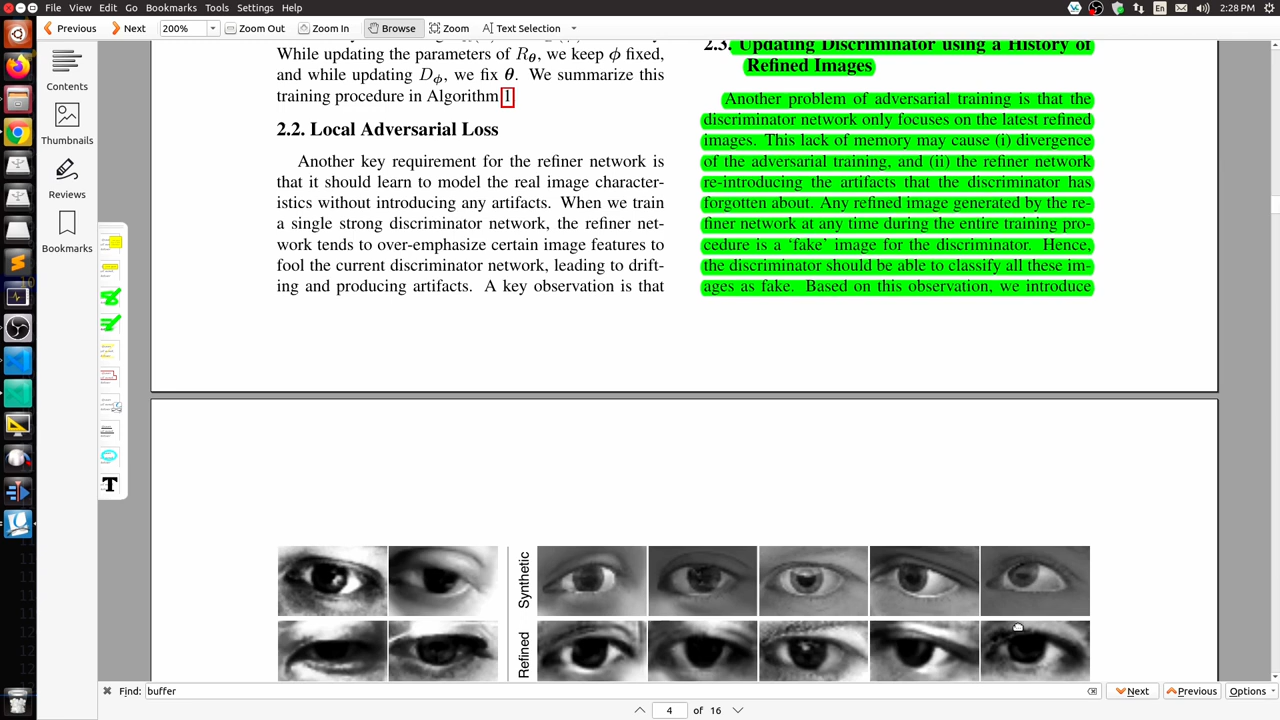 File Edit View Go Bookmarks Tools Settings Help
En
2:28 PM
Previous Next 200% Zoom Out Zoom In Browse Zoom Text Selection
Contents
Thumbnails
Reviews
Bookmarks
T
While updating the parameters of Rθ, we keep ϕ fixed,
and while updating Dϕ, we fix θ. We summarize this
training procedure in Algorithm 1
2.2. Local Adversarial Loss
Another key requirement for the refiner network is
that it should learn to model the real image character-
istics without introducing any artifacts. When we train
a single strong discriminator network, the refiner net-
work tends to over-emphasize certain image features to
fool the current discriminator network, leading to drift-
ing and producing artifacts. A key observation is that
2.3. Updating Discriminator using a History of
Refined Images
Another problem of adversarial training is that the
discriminator network only focuses on the latest refined
images. This lack of memory may cause (i) divergence
of the adversarial training, and (ii) the refiner network
re-introducing the artifacts that the discriminator has
forgotten about. Any refined image generated by the re-
finer network at any time during the entire training pro-
cedure is a ‘fake’ image for the discriminator. Hence,
the discriminator should be able to classify all these im-
ages as fake. Based on this observation, we introduce
Synthetic
Refined
Find: buffer
Next Previous Options
4 of 16